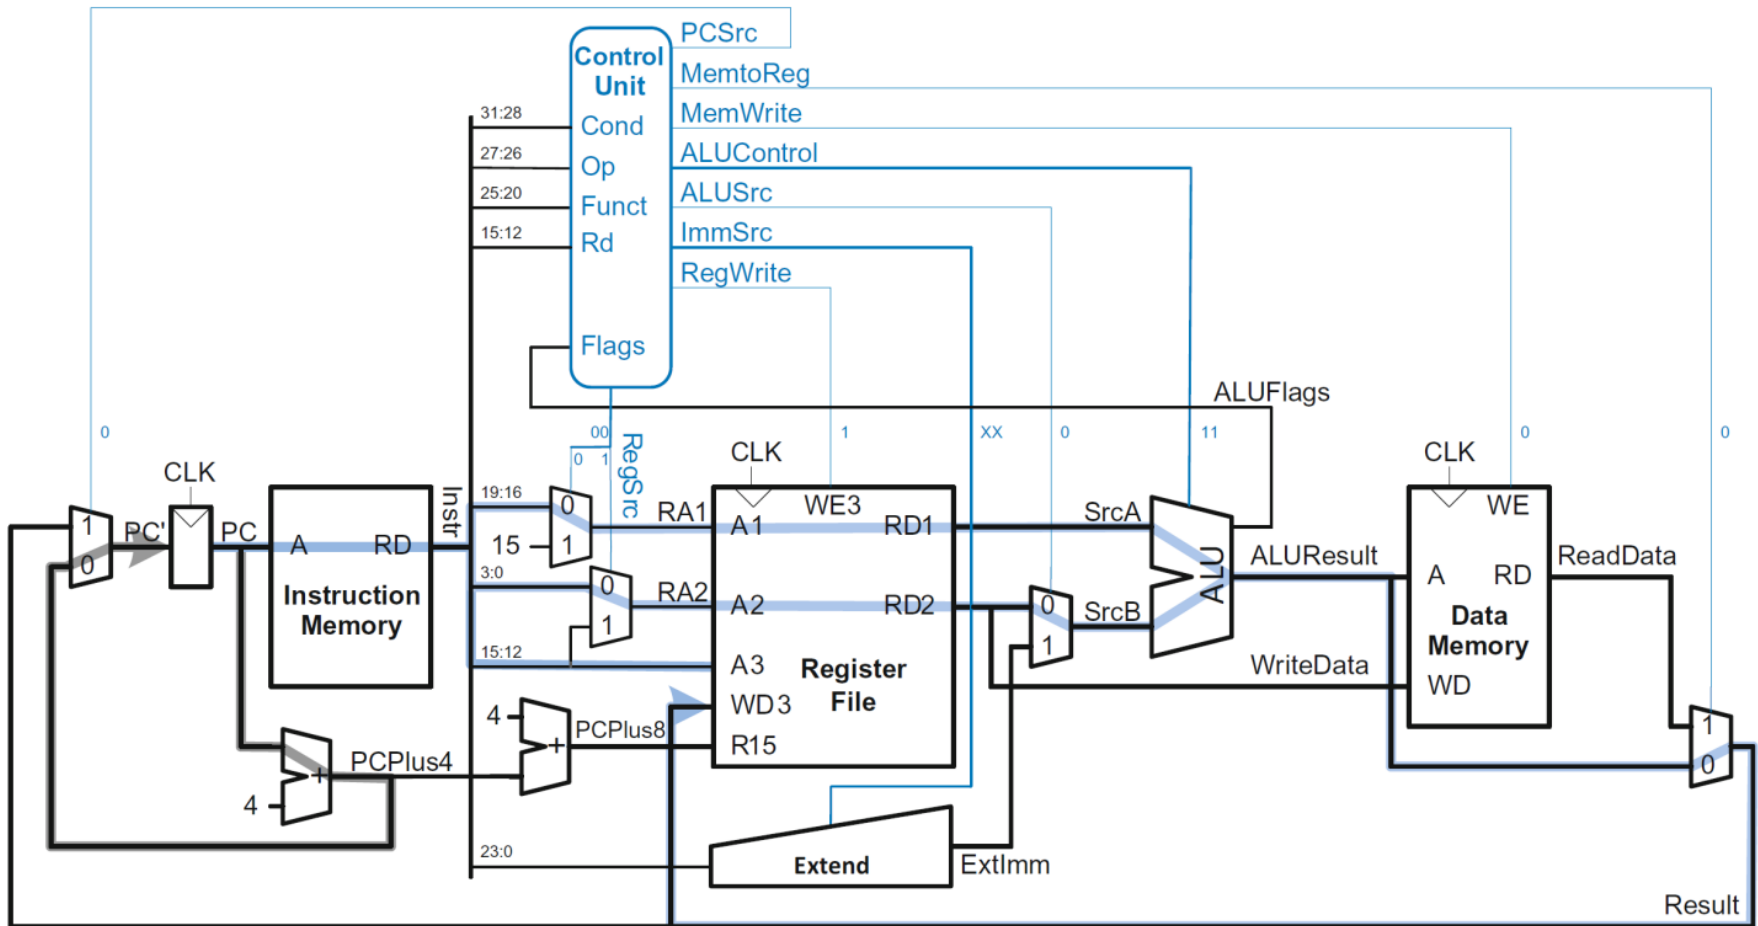 PCSrc
Control
Unit
MemtoReg
MemWrite
31:28
Cond
27:26
Op
ALUControl
25:20
Funct
ALUSrc
15:12
Rd
ImmSrc
RegWrite
Flags
ALUFlags
0
00
RegSrc
1
XX
0
11
0
0
0 1
CLK
CLK
CLK
1
0
PC'
PC
A
RD
Instruction
Memory
Instr
19:16
0
15
1
RA1
3:0
0
1
RA2
15:12
A1
WE3
RD1
A2
RD2
A3
WD3
R15
Register
File
SrcA
0
1
SrcB
ALU
ALUResult
WE
A
RD
Data
Memory
WD
ReadData
WriteData
1
0
4
+
PCPlus8
PCPlus4
+
4
23:0
Extend
ExtImm
Result